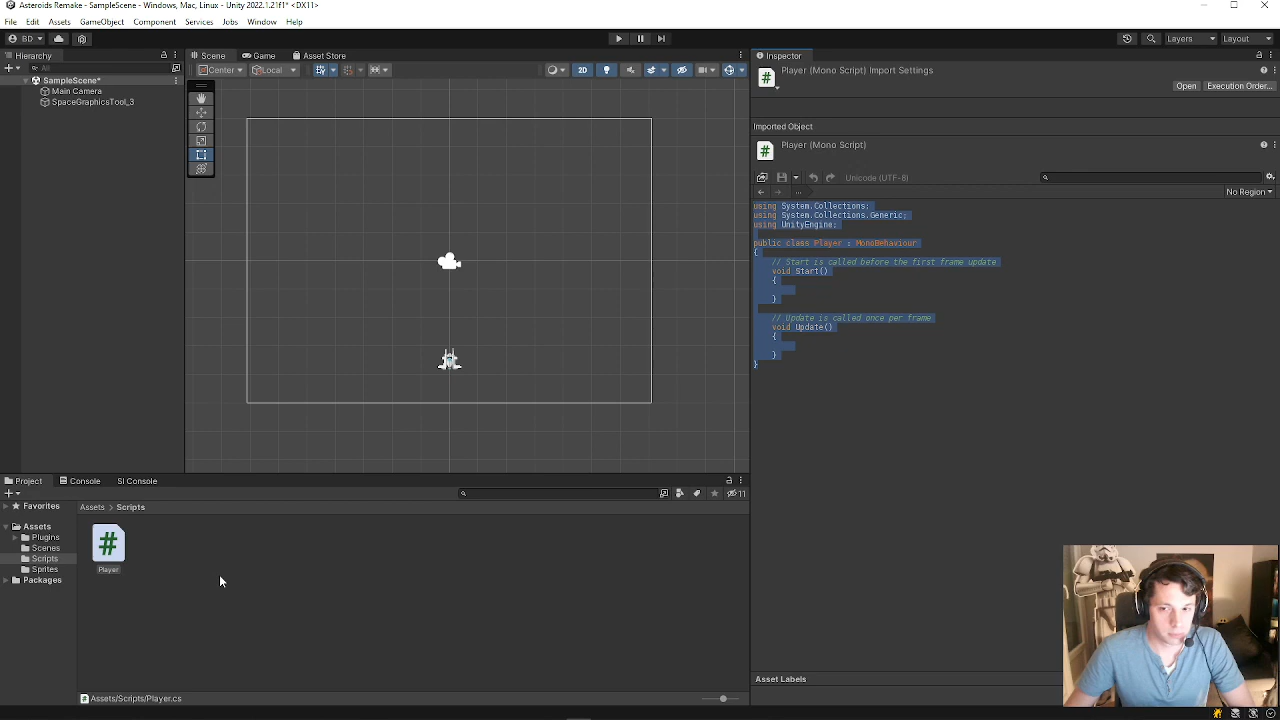 Asteroids Remake - SampleScene - Windows, Mac, Linux - Unity 2022.1.21f1* <DX11>
File Edit Assets GameObject Component Services Jobs Window Help
BD Layers Layout
Hierarchy Scene Game Asset Store Inspector
All Center Local 2D Player (Mono Script) Import Settings
SampleScene* Open Execution Order...
Main Camera
SpaceGraphicsTool_3
Imported Object
Player (Mono Script)
Unicode (UTF-8)
... No Region
using System.Collections;
using System.Collections.Generic;
using UnityEngine;
public class Player : MonoBehaviour
{
// Start is called before the first frame update
void Start()
{
}
// Update is called once per frame
void Update()
{
}
}
Project Console SI Console
11
Favorites Assets > Scripts
Assets
Plugins
Scenes
Scripts
Sprites
Packages
#
Player
Assets/Scripts/Player.cs
Asset Labels